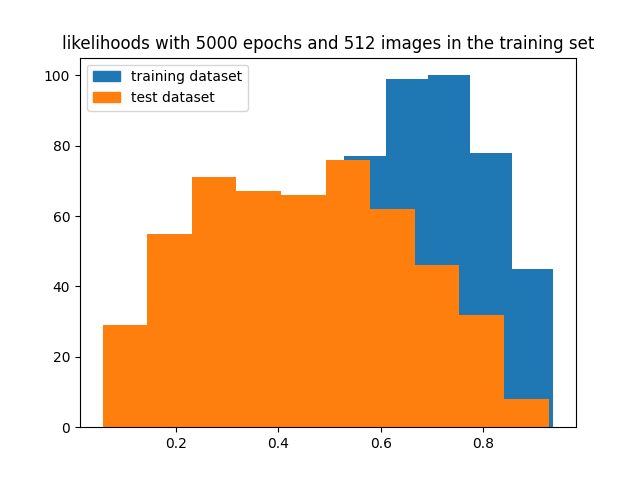 likelihoods with 5000 epochs and 512 images in the training set
training dataset
test dataset
100
80
60
40
20
0
0.2 0.4 0.6 0.8